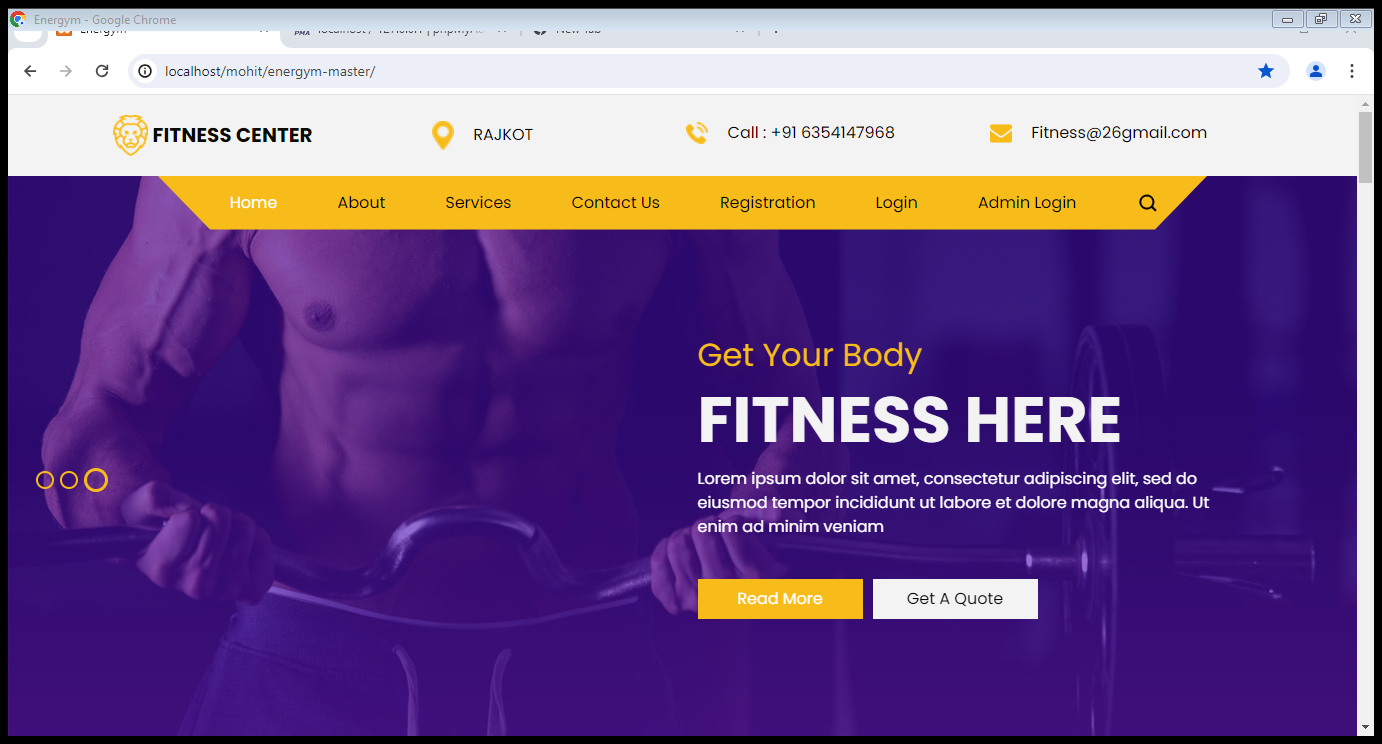 Energym - Google Chrome
localhost/mohit/energym-master/
FITNESS CENTER
RAJKOT
Call : +91 6354147968
Fitness@26gmail.com
Home About Services Contact Us Registration Login Admin Login
Get Your Body
FITNESS HERE
Lorem ipsum dolor sit amet, consectetur adipiscing elit, sed do
eiusmod tempor incididunt ut labore et dolore magna aliqua. Ut
enim ad minim veniam
Read More Get A Quote